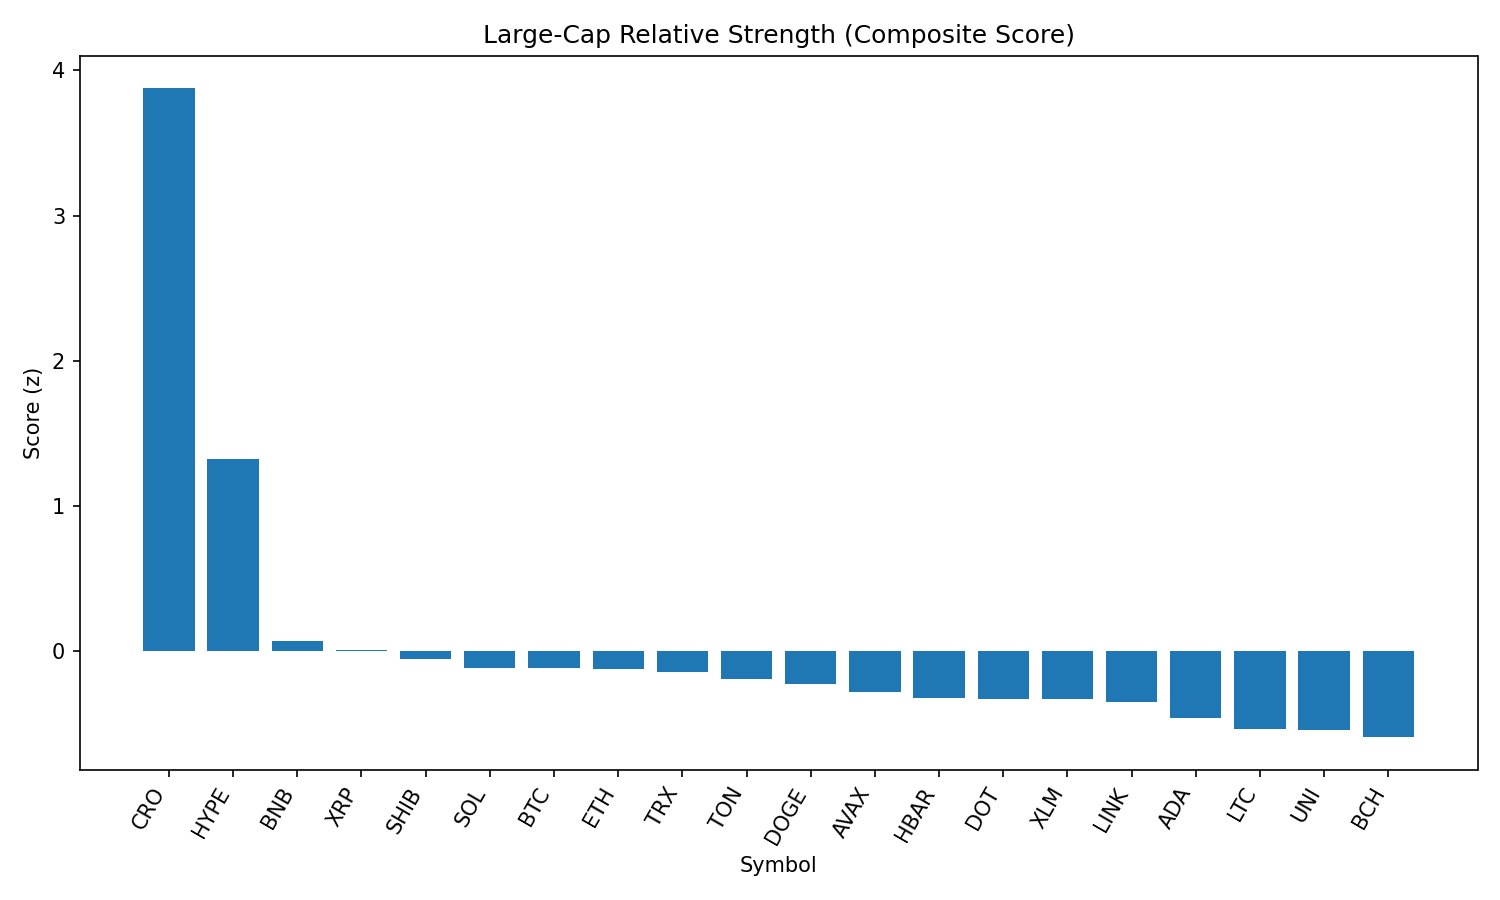 Large-Cap Relative Strength (Composite Score)
4
3
2
1
0
Score (z)
CRO
HYPE
BNB
XRP
SHIB
SOL
BTC
ETH
TRX
TON
DOGE
AVAX
HBAR
DOT
XLM
LINK
ADA
LTC
UNI
BCH
Symbol